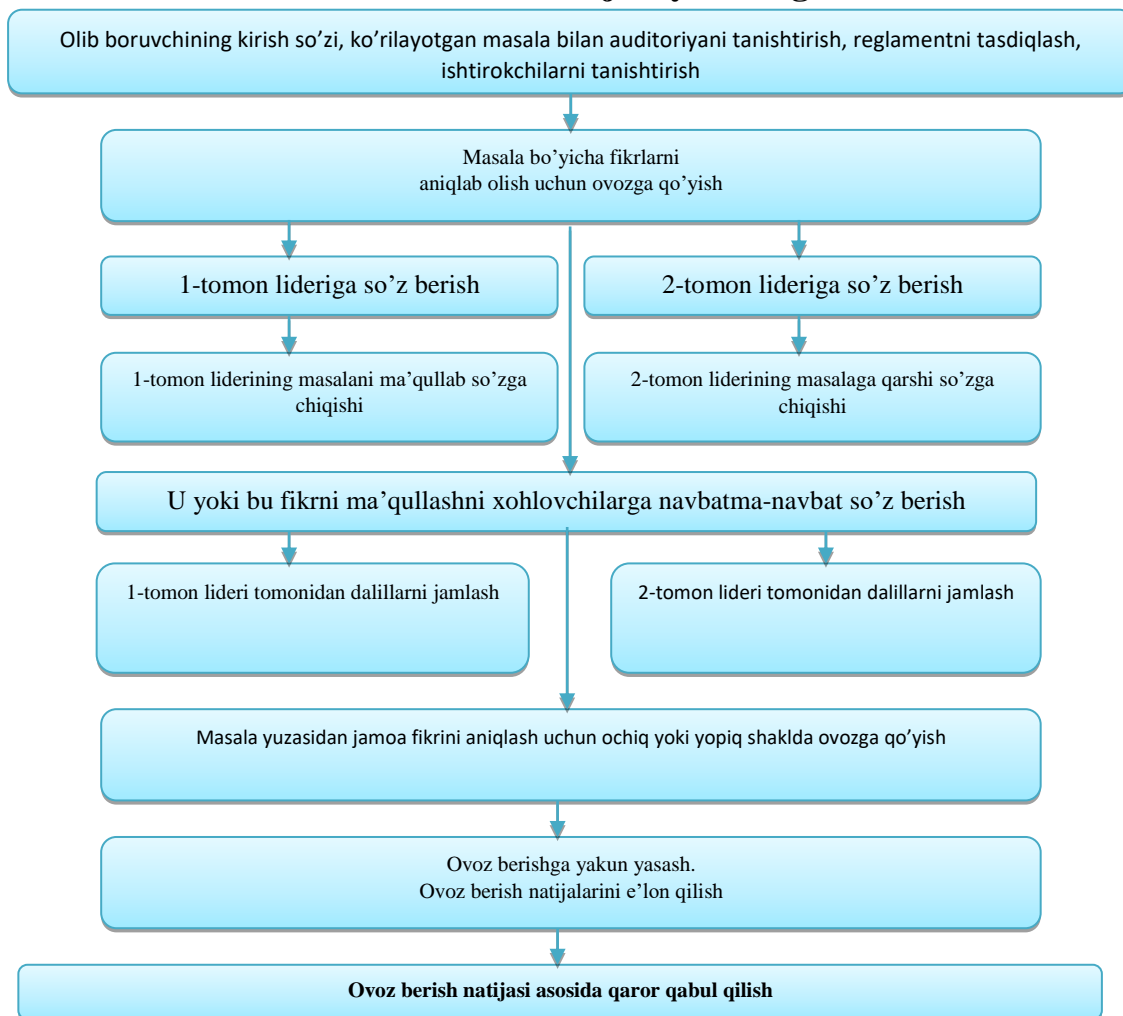 Olib boruvchining kirish so’zi, ko’rilayotgan masala bilan auditoriyani tanishtirish, reglamentni tasdiqlash,
ishtirokchilarni tanishtirish
Masala bo’yicha fikrlarni
aniqlab olish uchun ovozga qo’yish
1-tomon lideriga so’z berish
2-tomon lideriga so’z berish
1-tomon liderining masalani ma’qullab so’zga
chiqishi
2-tomon liderining masalaga qarshi so’zga
chiqishi
U yoki bu fikrni ma’qullashni xohlovchilarga navbatma-navbat so’z berish
1-tomon lideri tomonidan dalillarni jamlash
2-tomon lideri tomonidan dalillarni jamlash
Masala yuzasidan jamoa fikrini aniqlash uchun ochiq yoki yopiq shaklda ovozga qo’yish
Ovoz berishga yakun yasash.
Ovoz berish natijalarini e’lon qilish
Ovoz berish natijasi asosida qaror qabul qilish